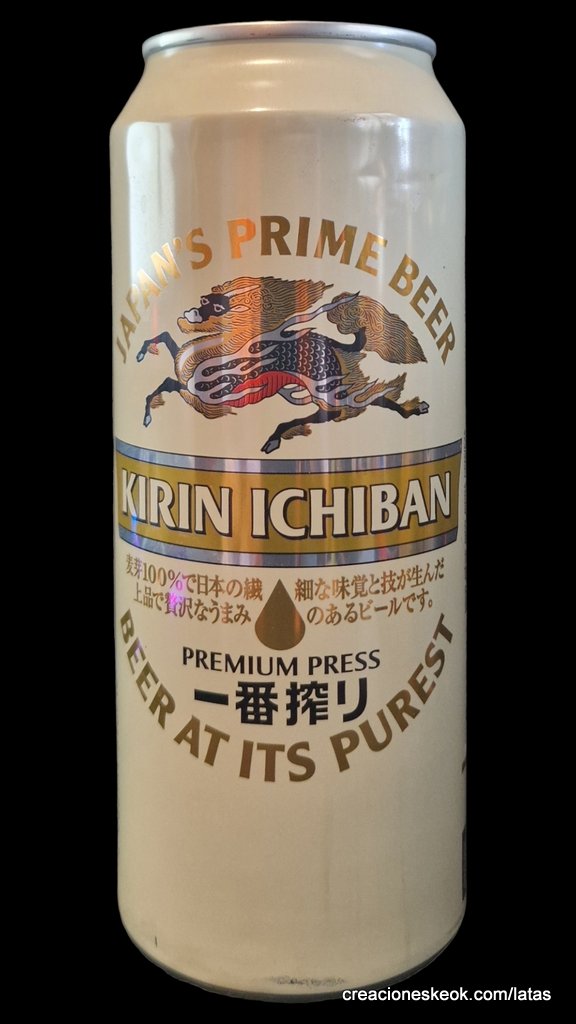 JAPAN'S PRIME BEER
KIRIN ICHIBAN
麦芽100%で日本の繊細な味覚と技が生んだ
上品で贅沢なうまみのあるビールです。
PREMIUM PRESS
一番搾り
BEER AT ITS PUREST
creacioneskeok.com/latas